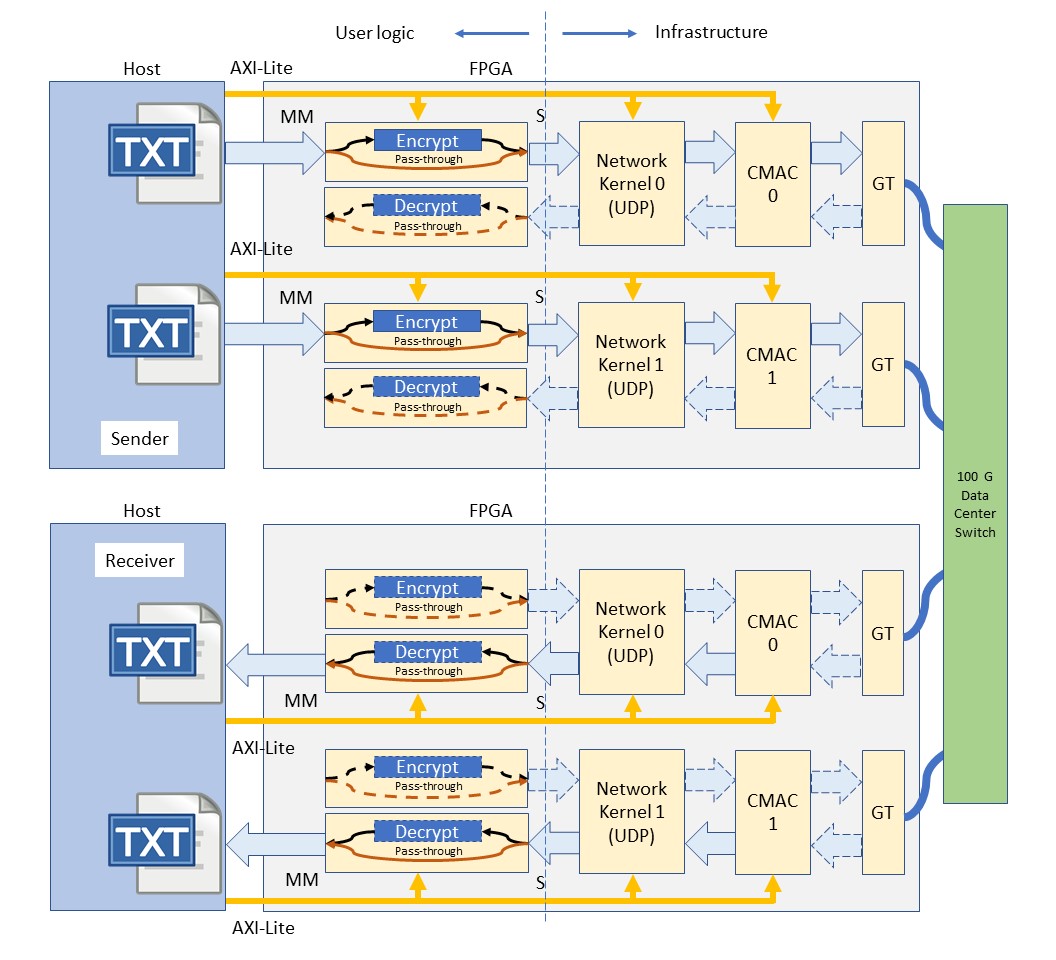 User logic
Infrastructure
Host
AXI-Lite
FPGA
MM
S
TXT
Encrypt
Pass-through
Decrypt
Pass-through
Network
Kernel 0
(UDP)
CMAC
0
GT
AXI-Lite
MM
S
TXT
Encrypt
Pass-through
Decrypt
Pass-through
Network
Kernel 1
(UDP)
CMAC
1
GT
Sender
100 G
Data
Center
Switch
Host
FPGA
Receiver
TXT
Encrypt
Pass-through
Decrypt
Pass-through
Network
Kernel 0
(UDP)
CMAC
0
GT
MM
S
AXI-Lite
TXT
Encrypt
Pass-through
Decrypt
Pass-through
Network
Kernel 1
(UDP)
CMAC
1
GT
MM
S
AXI-Lite